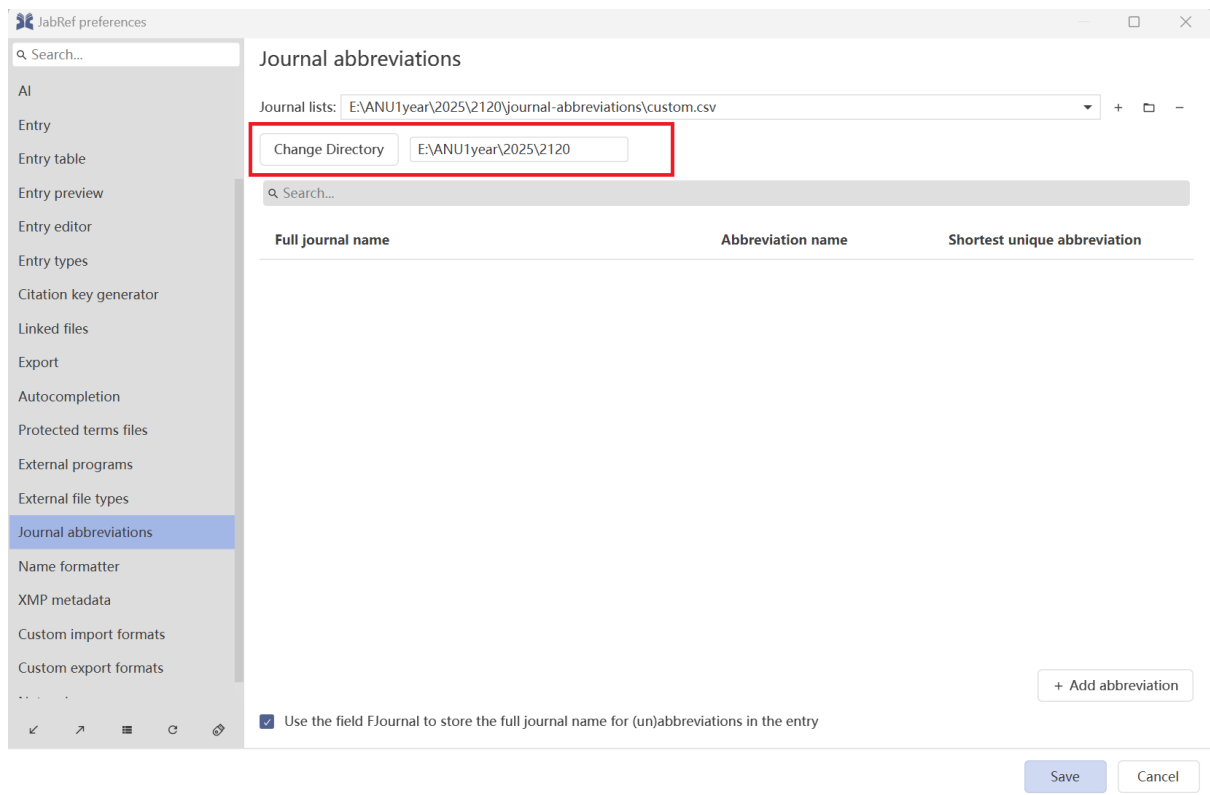 JabRef preferences
Search...
AI
Entry
Entry table
Entry preview
Entry editor
Entry types
Citation key generator
Linked files
Export
Autocompletion
Protected terms files
External programs
External file types
Journal abbreviations
Name formatter
XMP metadata
Custom import formats
Custom export formats
Journal abbreviations
Journal lists: E:\ANU1year\2025\2120\journal-abbreviations\custom.csv
Change Directory E:\ANU1year\2025\2120
Search...
Full journal name Abbreviation name Shortest unique abbreviation
+ Add abbreviation
Use the field FJournal to store the full journal name for (un)abbreviations in the entry
Save Cancel